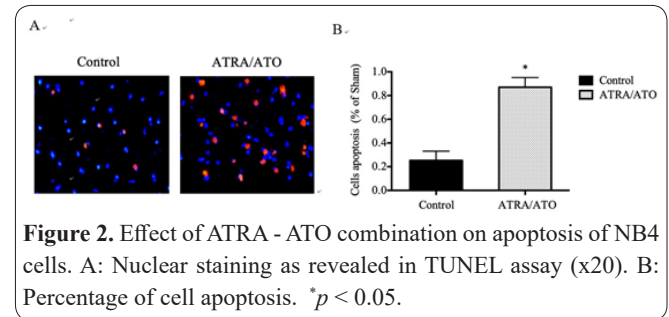 A
B
Control
ATRA/ATO
Cells apoptosis (% of Sham)
1.0
0.8
0.6
0.4
0.2
0.0
*
Control
ATRA/ATO
Control
ATRA/ATO
Figure 2. Effect of ATRA - ATO combination on apoptosis of NB4
cells. A: Nuclear staining as revealed in TUNEL assay (x20). B:
Percentage of cell apoptosis. *p < 0.05.